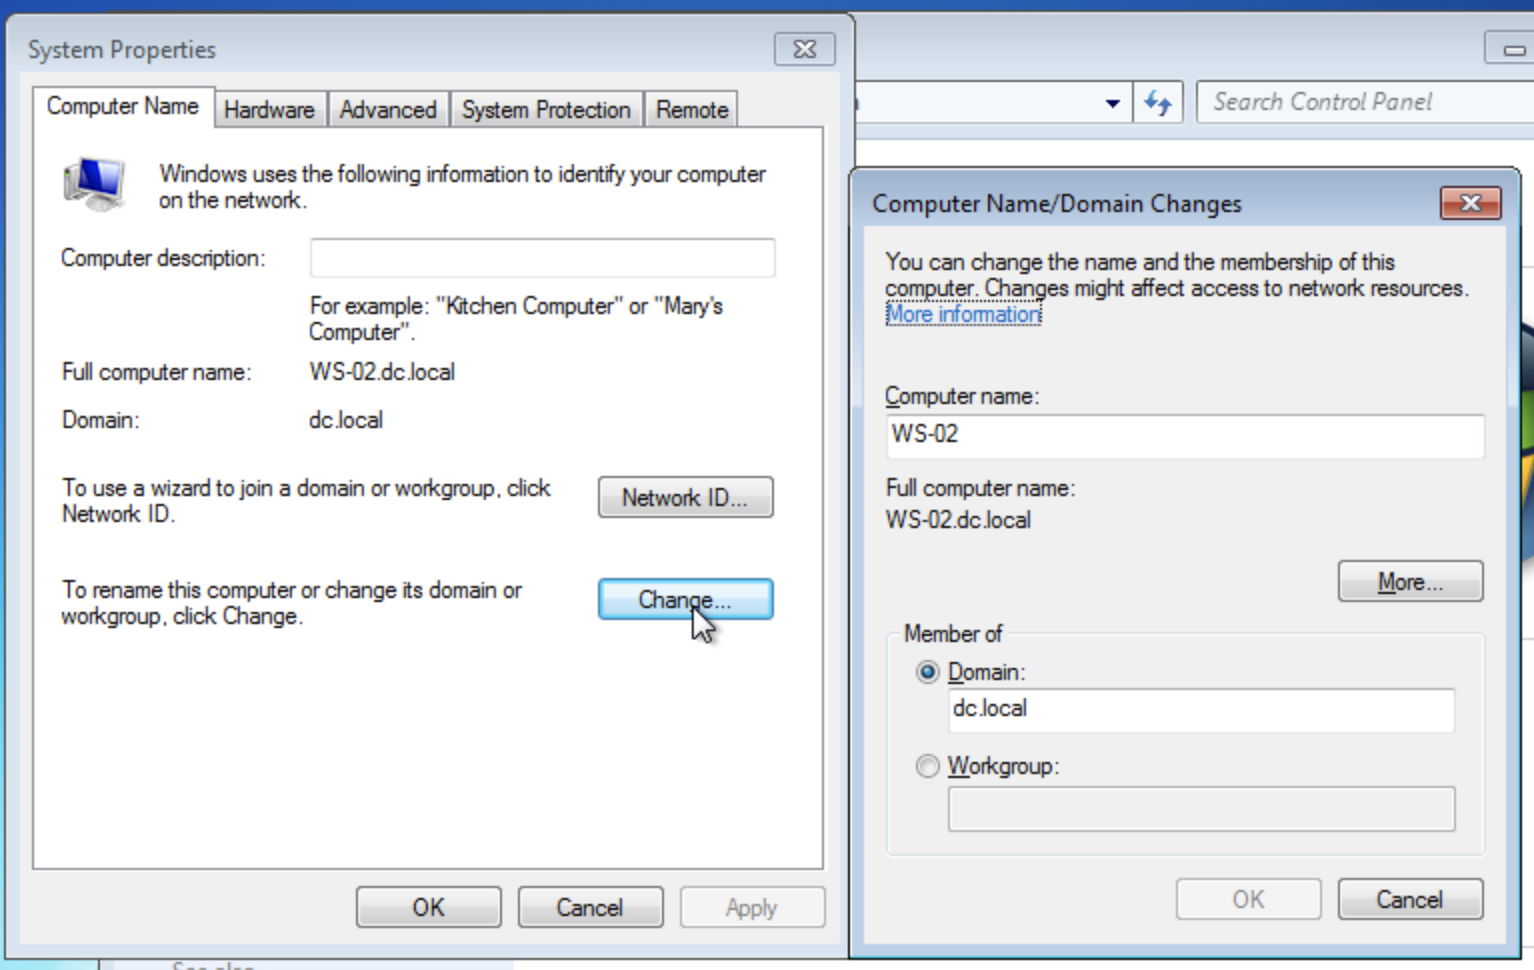 System Properties
Computer Name
Hardware
Advanced
System Protection
Remote
Windows uses the following information to identify your computer
on the network.
Computer description:
For example: "Kitchen Computer" or "Mary's
Computer".
Full computer name:
WS-02.dc.local
Domain:
dc.local
To use a wizard to join a domain or workgroup, click
Network ID.
Network ID...
To rename this computer or change its domain or
workgroup, click Change.
Change...
OK
Cancel
Apply
Search Control Panel
Computer Name/Domain Changes
You can change the name and the membership of this
computer. Changes might affect access to network resources.
More information
Computer name:
WS-02
Full computer name:
WS-02.dc.local
More...
Member of
Domain:
dc.local
Workgroup:
OK
Cancel
See also